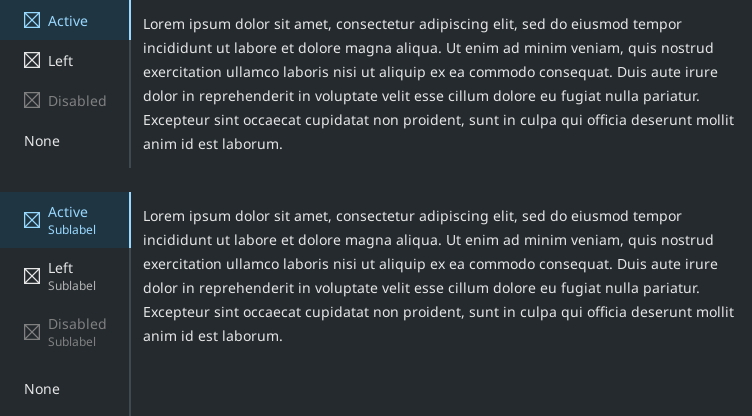 Active
Left
Disabled
None
Lorem ipsum dolor sit amet, consectetur adipiscing elit, sed do eiusmod tempor
incididunt ut labore et dolore magna aliqua. Ut enim ad minim veniam, quis nostrud
exercitation ullamco laboris nisi ut aliquip ex ea commodo consequat. Duis aute irure
dolor in reprehenderit in voluptate velit esse cillum dolore eu fugiat nulla pariatur.
Excepteur sint occaecat cupidatat non proident, sunt in culpa qui officia deserunt mollit
anim id est laborum.
Active
Sublabel
Left
Sublabel
Disabled
Sublabel
None
Lorem ipsum dolor sit amet, consectetur adipiscing elit, sed do eiusmod tempor
incididunt ut labore et dolore magna aliqua. Ut enim ad minim veniam, quis nostrud
exercitation ullamco laboris nisi ut aliquip ex ea commodo consequat. Duis aute irure
dolor in reprehenderit in voluptate velit esse cillum dolore eu fugiat nulla pariatur.
Excepteur sint occaecat cupidatat non proident, sunt in culpa qui officia deserunt mollit
anim id est laborum.